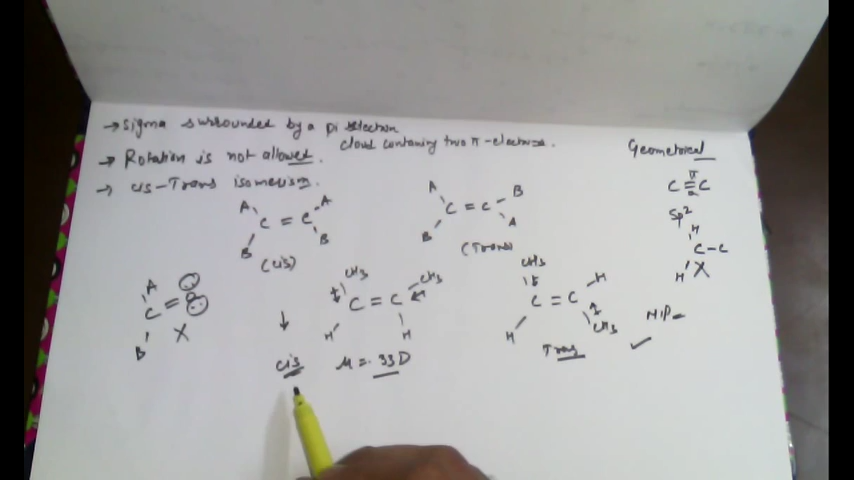 → Sigma surrounded by a pi electron
cloud containing two π-electrons.
→ Rotation is not allowed.
→ cis-Trans isomerism.
Geometrical
π
C = C
Sp²
H
C-C
H X
A A
C = C
B B
(cis)
A B
C = C
B A
(Trans)
A
C = O
B X
CH3 CH3
C = C
H H
cis
μ = .33D
CH3 H
C = C
H CH3
Trans